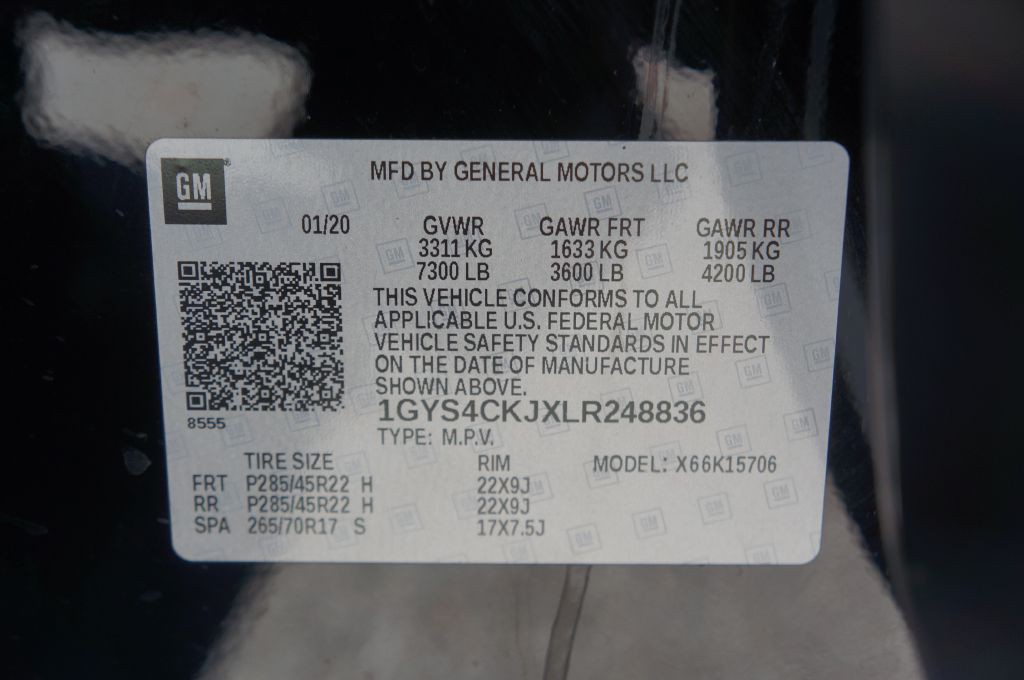 GM
MFD BY GENERAL MOTORS LLC
01/20 GVWR GAWR FRT GAWR RR
3311 KG 1633 KG 1905 KG
7300 LB 3600 LB 4200 LB
THIS VEHICLE CONFORMS TO ALL
APPLICABLE U.S. FEDERAL MOTOR
VEHICLE SAFETY STANDARDS IN EFFECT
ON THE DATE OF MANUFACTURE
SHOWN ABOVE.
1GYS4CKJXLR248836
8555
TYPE: M.P.V.
TIRE SIZE RIM MODEL: X66K15706
FRT P285/45R22 H 22X9J
RR P285/45R22 H 22X9J
SPA 265/70R17 S 17X7.5J